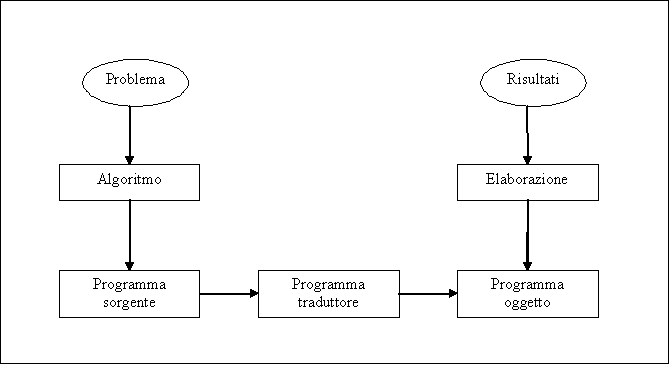 Problema
Risultati
Algoritmo
Elaborazione
Programma
sorgente
Programma
traduttore
Programma
oggetto